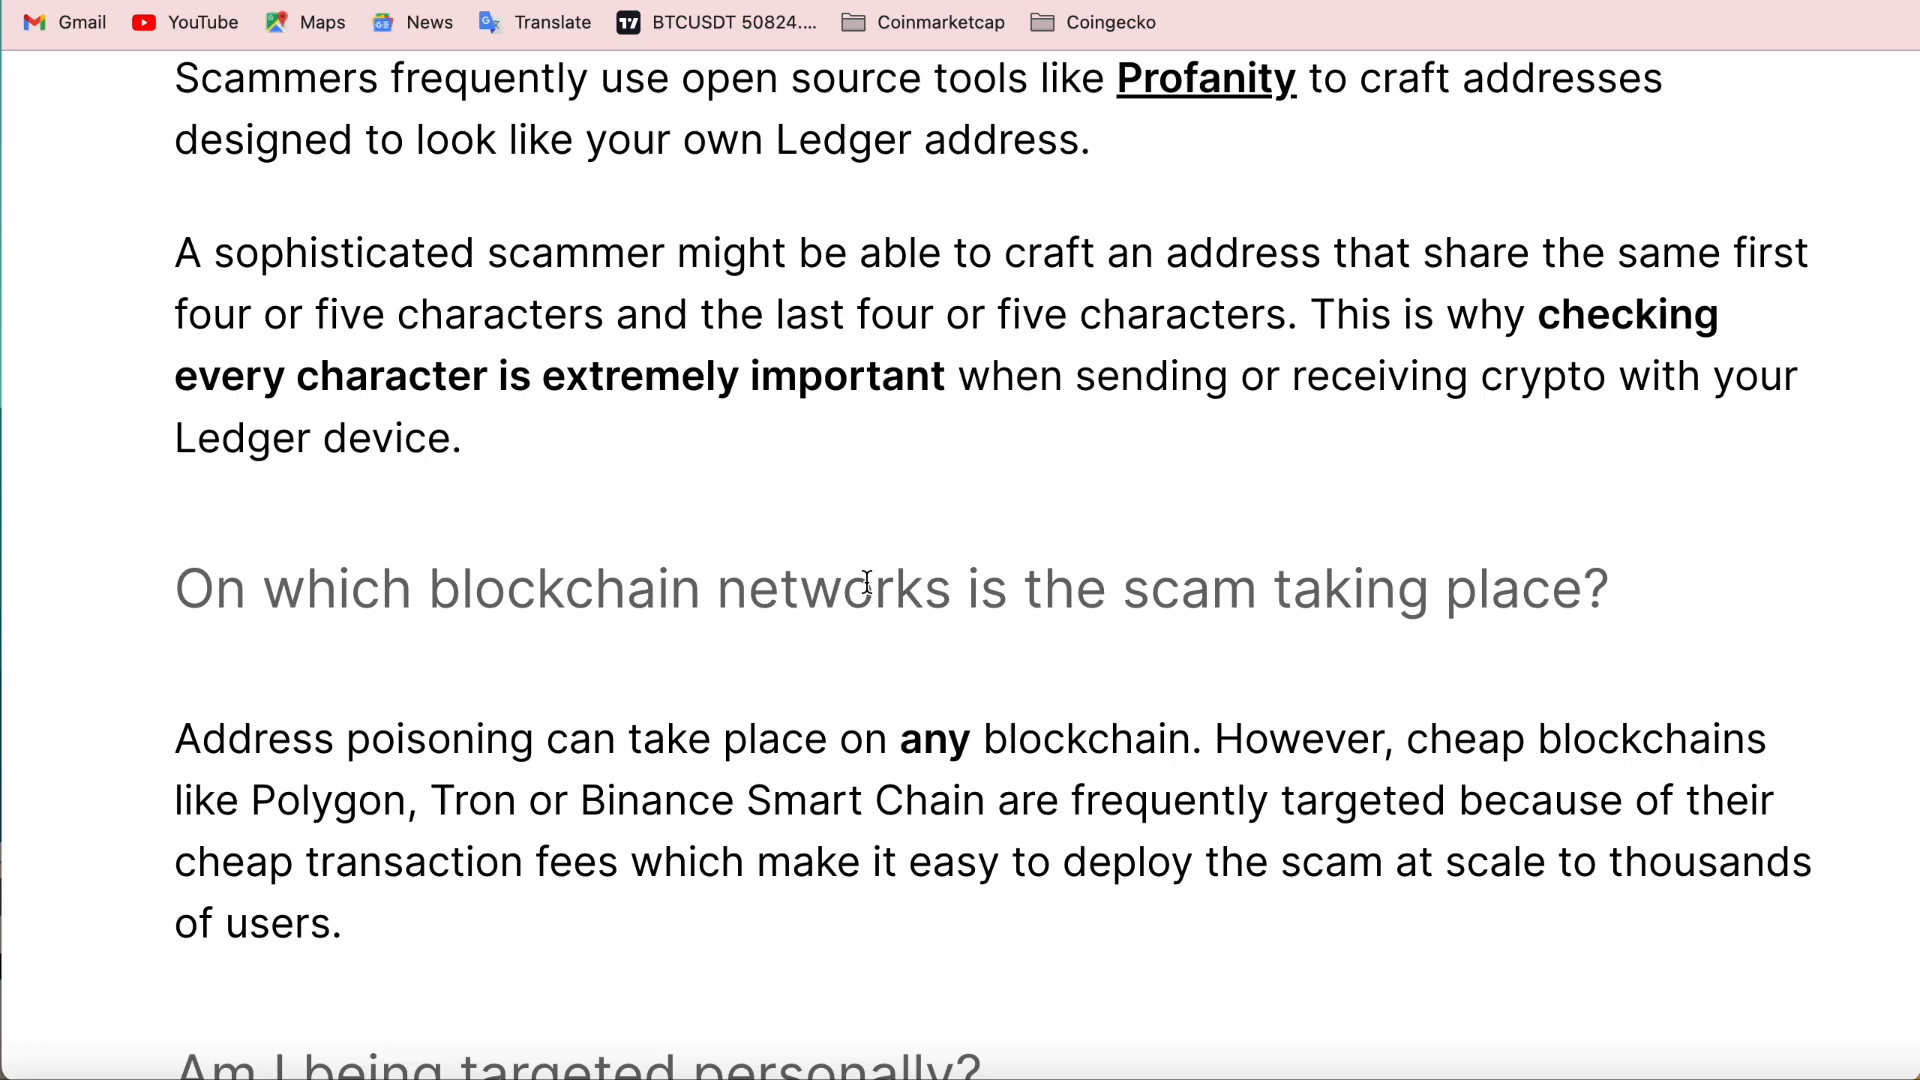 Gmail YouTube Maps News Translate BTCUSDT 50824.... Coinmarketcap Coingecko
Scammers frequently use open source tools like Profanity to craft addresses
designed to look like your own Ledger address.
A sophisticated scammer might be able to craft an address that share the same first
four or five characters and the last four or five characters. This is why checking
every character is extremely important when sending or receiving crypto with your
Ledger device.
On which blockchain networks is the scam taking place?
Address poisoning can take place on any blockchain. However, cheap blockchains
like Polygon, Tron or Binance Smart Chain are frequently targeted because of their
cheap transaction fees which make it easy to deploy the scam at scale to thousands
of users.
Am I being targeted personally?